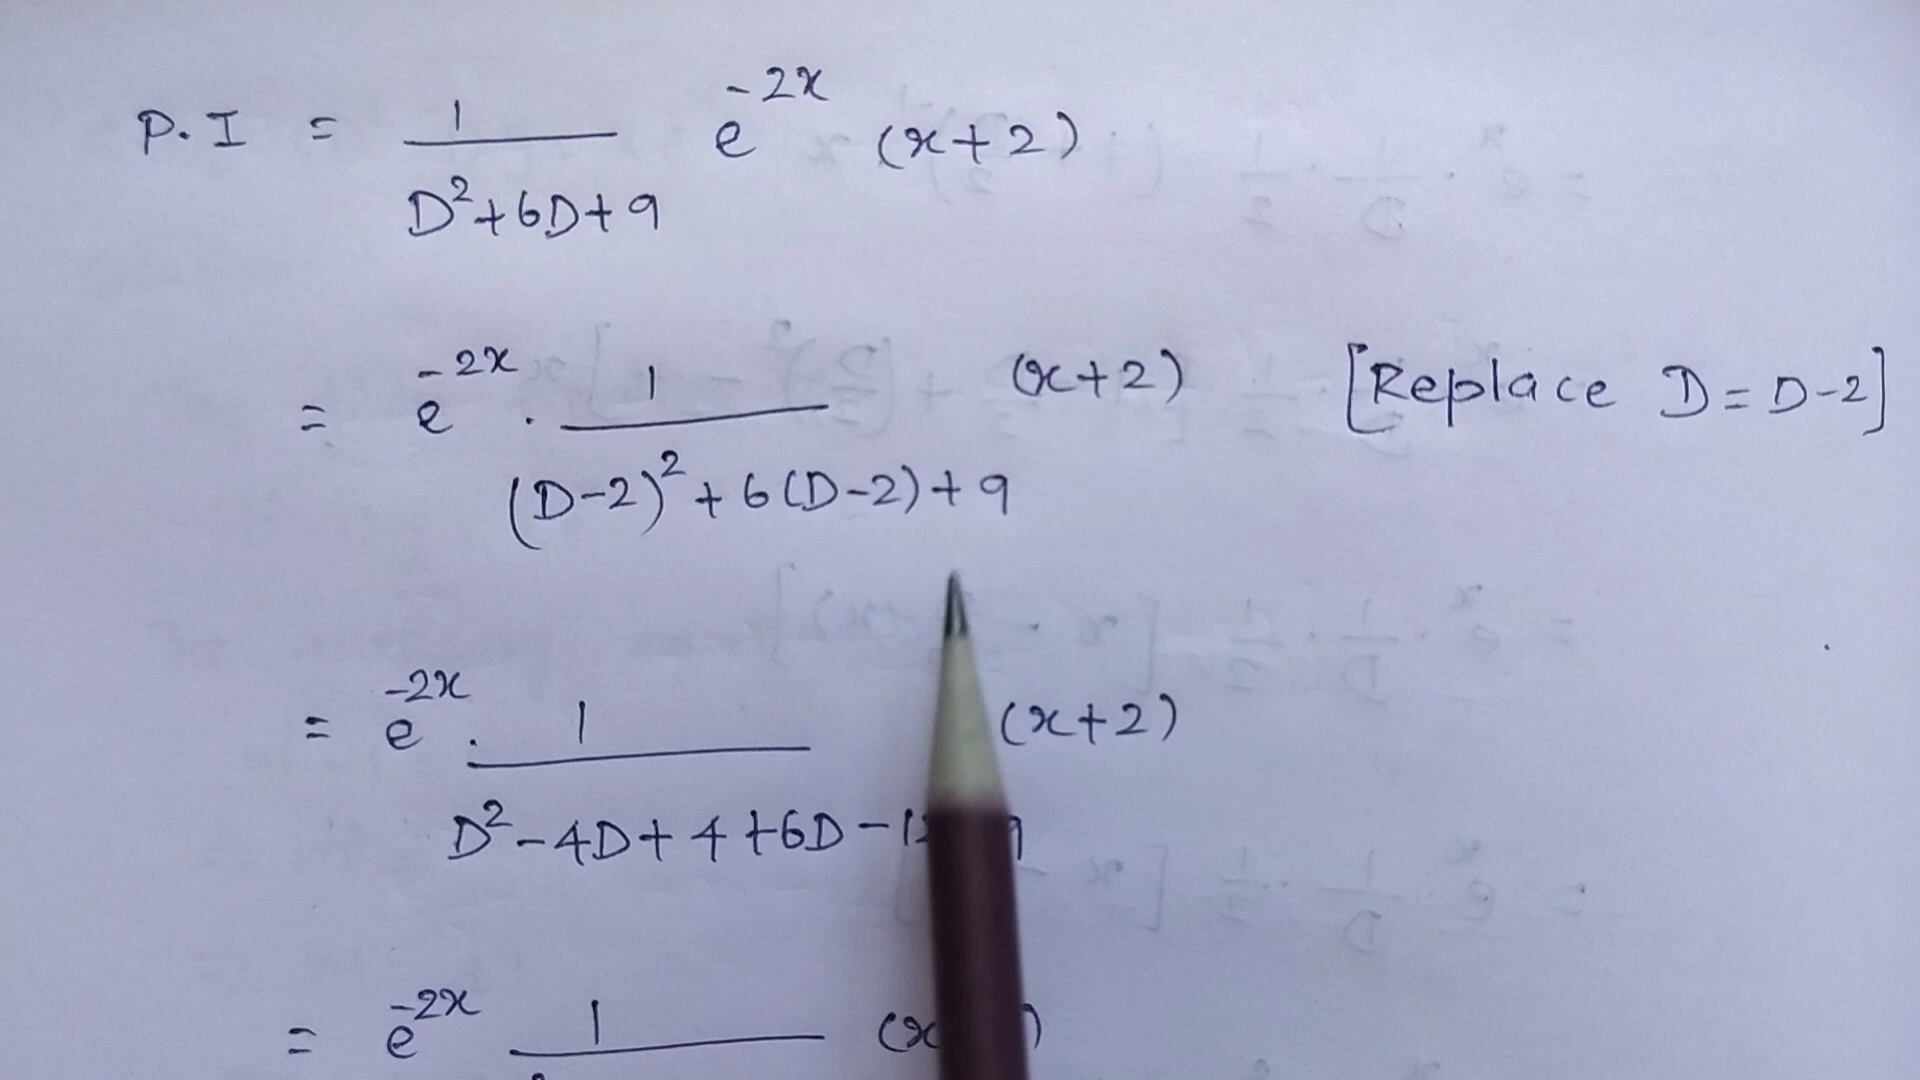 P.I = 1/(D²+6D+9) e^(-2x) (x+2)
= e^(-2x) . 1/((D-2)²+6(D-2)+9) (x+2) [Replace D=D-2]
= e^(-2x) . 1/(D²-4D+4+6D-1 9) (x+2)
= e^(-2x) 1 (x )